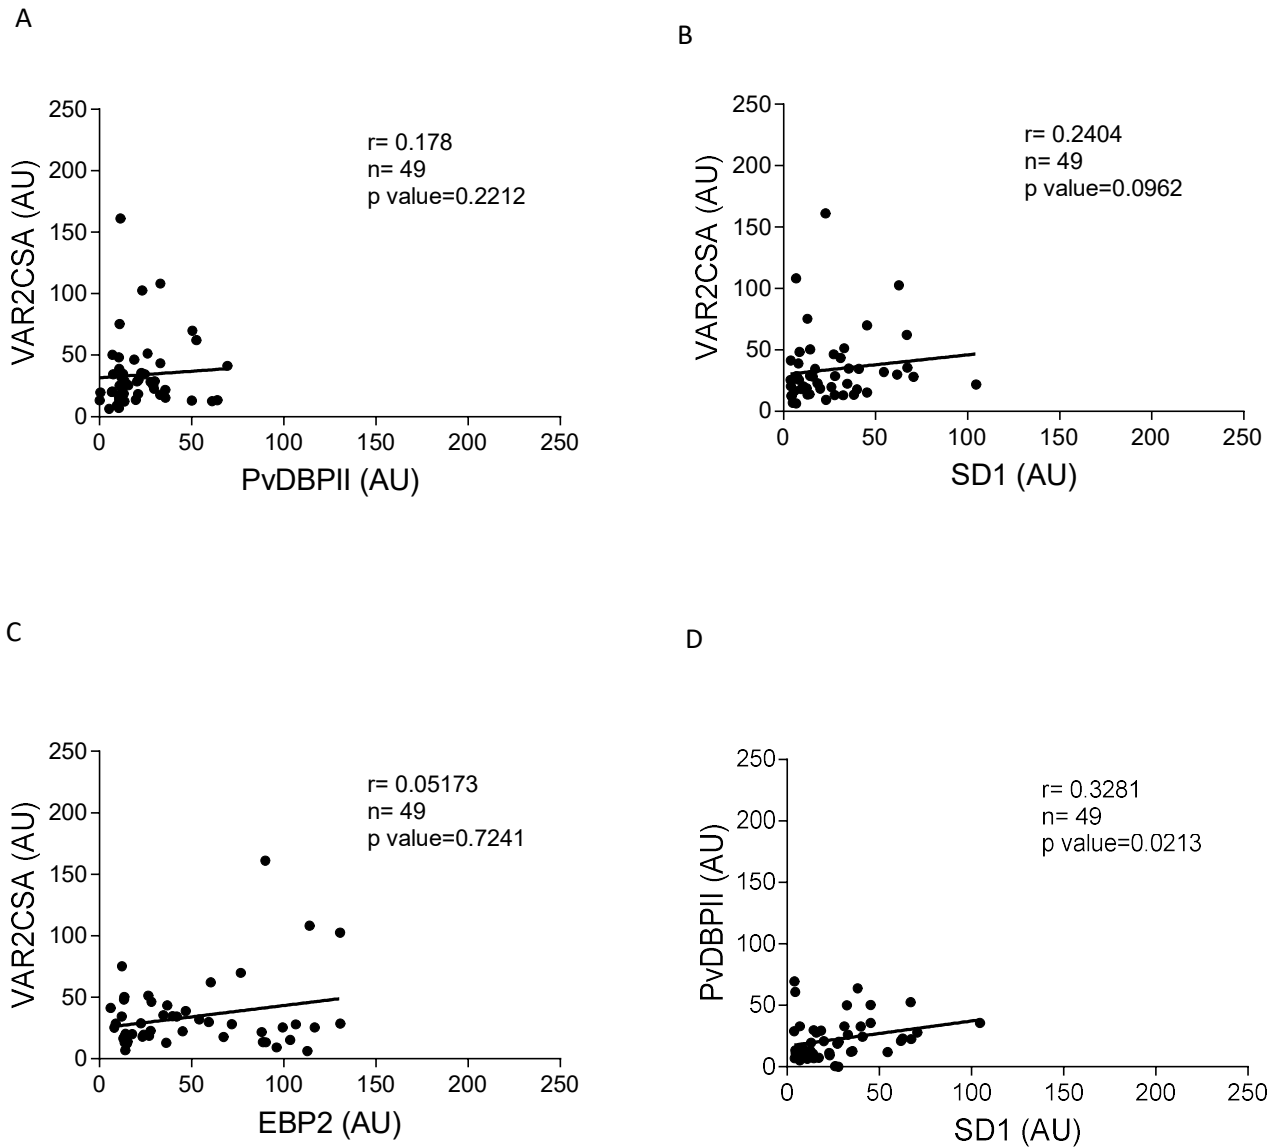 A
250
200
150
100
50
0
0 50 100 150 200 250
VAR2CSA (AU)
PvDBPII (AU)
r= 0.178
n= 49
p value=0.2212
B
250
200
150
100
50
0
0 50 100 150 200 250
VAR2CSA (AU)
SD1 (AU)
r= 0.2404
n= 49
p value=0.0962
C
250
200
150
100
50
0
0 50 100 150 200 250
VAR2CSA (AU)
EBP2 (AU)
r= 0.05173
n= 49
p value=0.7241
D
250
200
150
100
50
0
0 50 100 150 200 250
PvDBPII (AU)
SD1 (AU)
r= 0.3281
n= 49
p value=0.0213